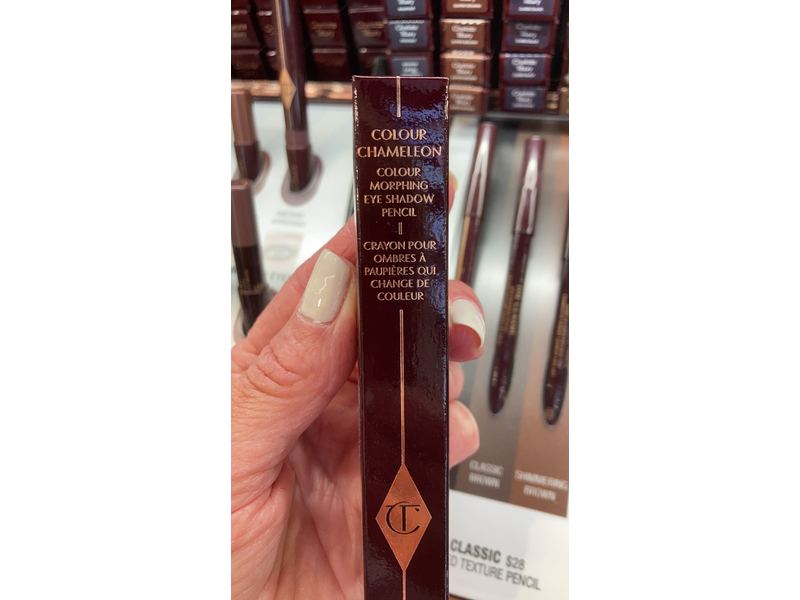 COLOUR
CHAMELEON
COLOUR
MORPHING
EYE SHADOW
PENCIL
CRAYON POUR
OMBRES À
PAUPIÈRES QUI
CHANGE DE
COULEUR
CT
CLASSIC
BROWN
SHIMMERING
BROWN
CLASSIC $28
TEXTURE PENCIL